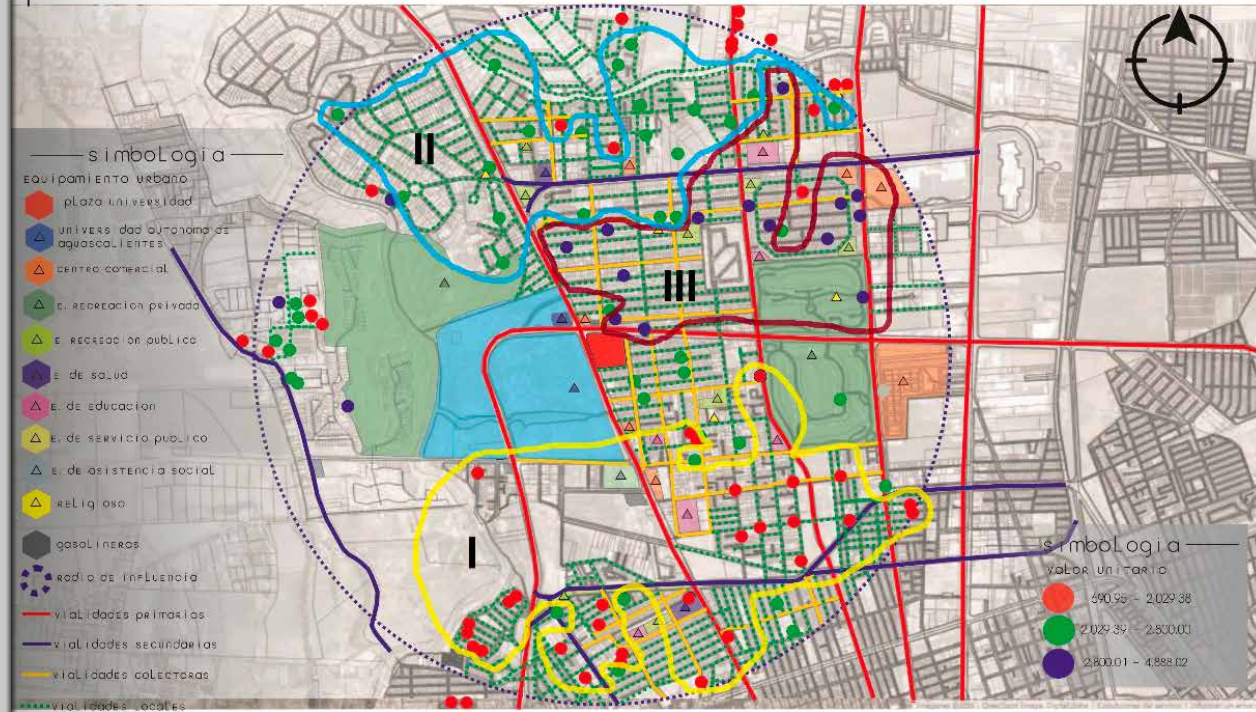 simboLogia
EQUIPAMIENTO URBANO
PLAZA UNIVERSIDAD
UNIVERSIDAD AUTONOMA DE
AGUASCALIENTES
CENTRO COMERCIAL
E. RECREACION PRIVADA
E RECREACION PUBLICO
E. DE SALUD
E. DE EDUCACION
E. DE SERVICIO PUBLICO
E. DE ASISTENCIA SOCIAL
RELIGIOSO
GASOLINERAS
RADIO DE INFLUENCIA
VIALIDADES PRIMARIAS
VIALIDADES SECUNDARIAS
VIALIDADES COLECTORAS
VIALIDADES LOCALES
II
III
I
simboLogia
VALOR UNITARIO
690.95 - 2,029.38
2,029.39 - 2,800.00
2,800.01 - 4,888.02